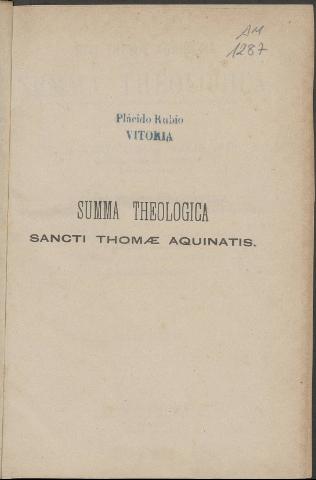 AM
1287
Plácido Rubio
VITORIA
SUMMA THEOLOGICA
SANCTI THOMÆ AQUINATIS.